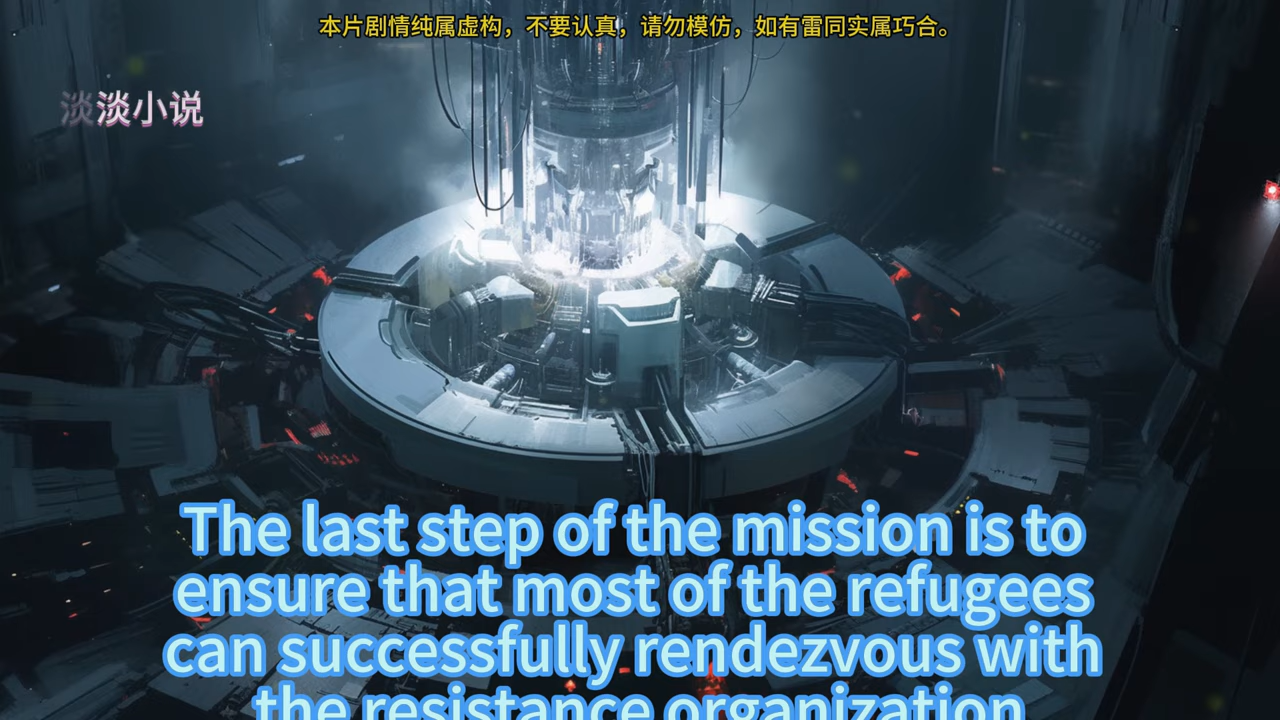 本片剧情纯属虚构，不要认真，请勿模仿，如有雷同实属巧合。
淡淡小说
The last step of the mission is to
ensure that most of the refugees
can successfully rendezvous with
the resistance organization